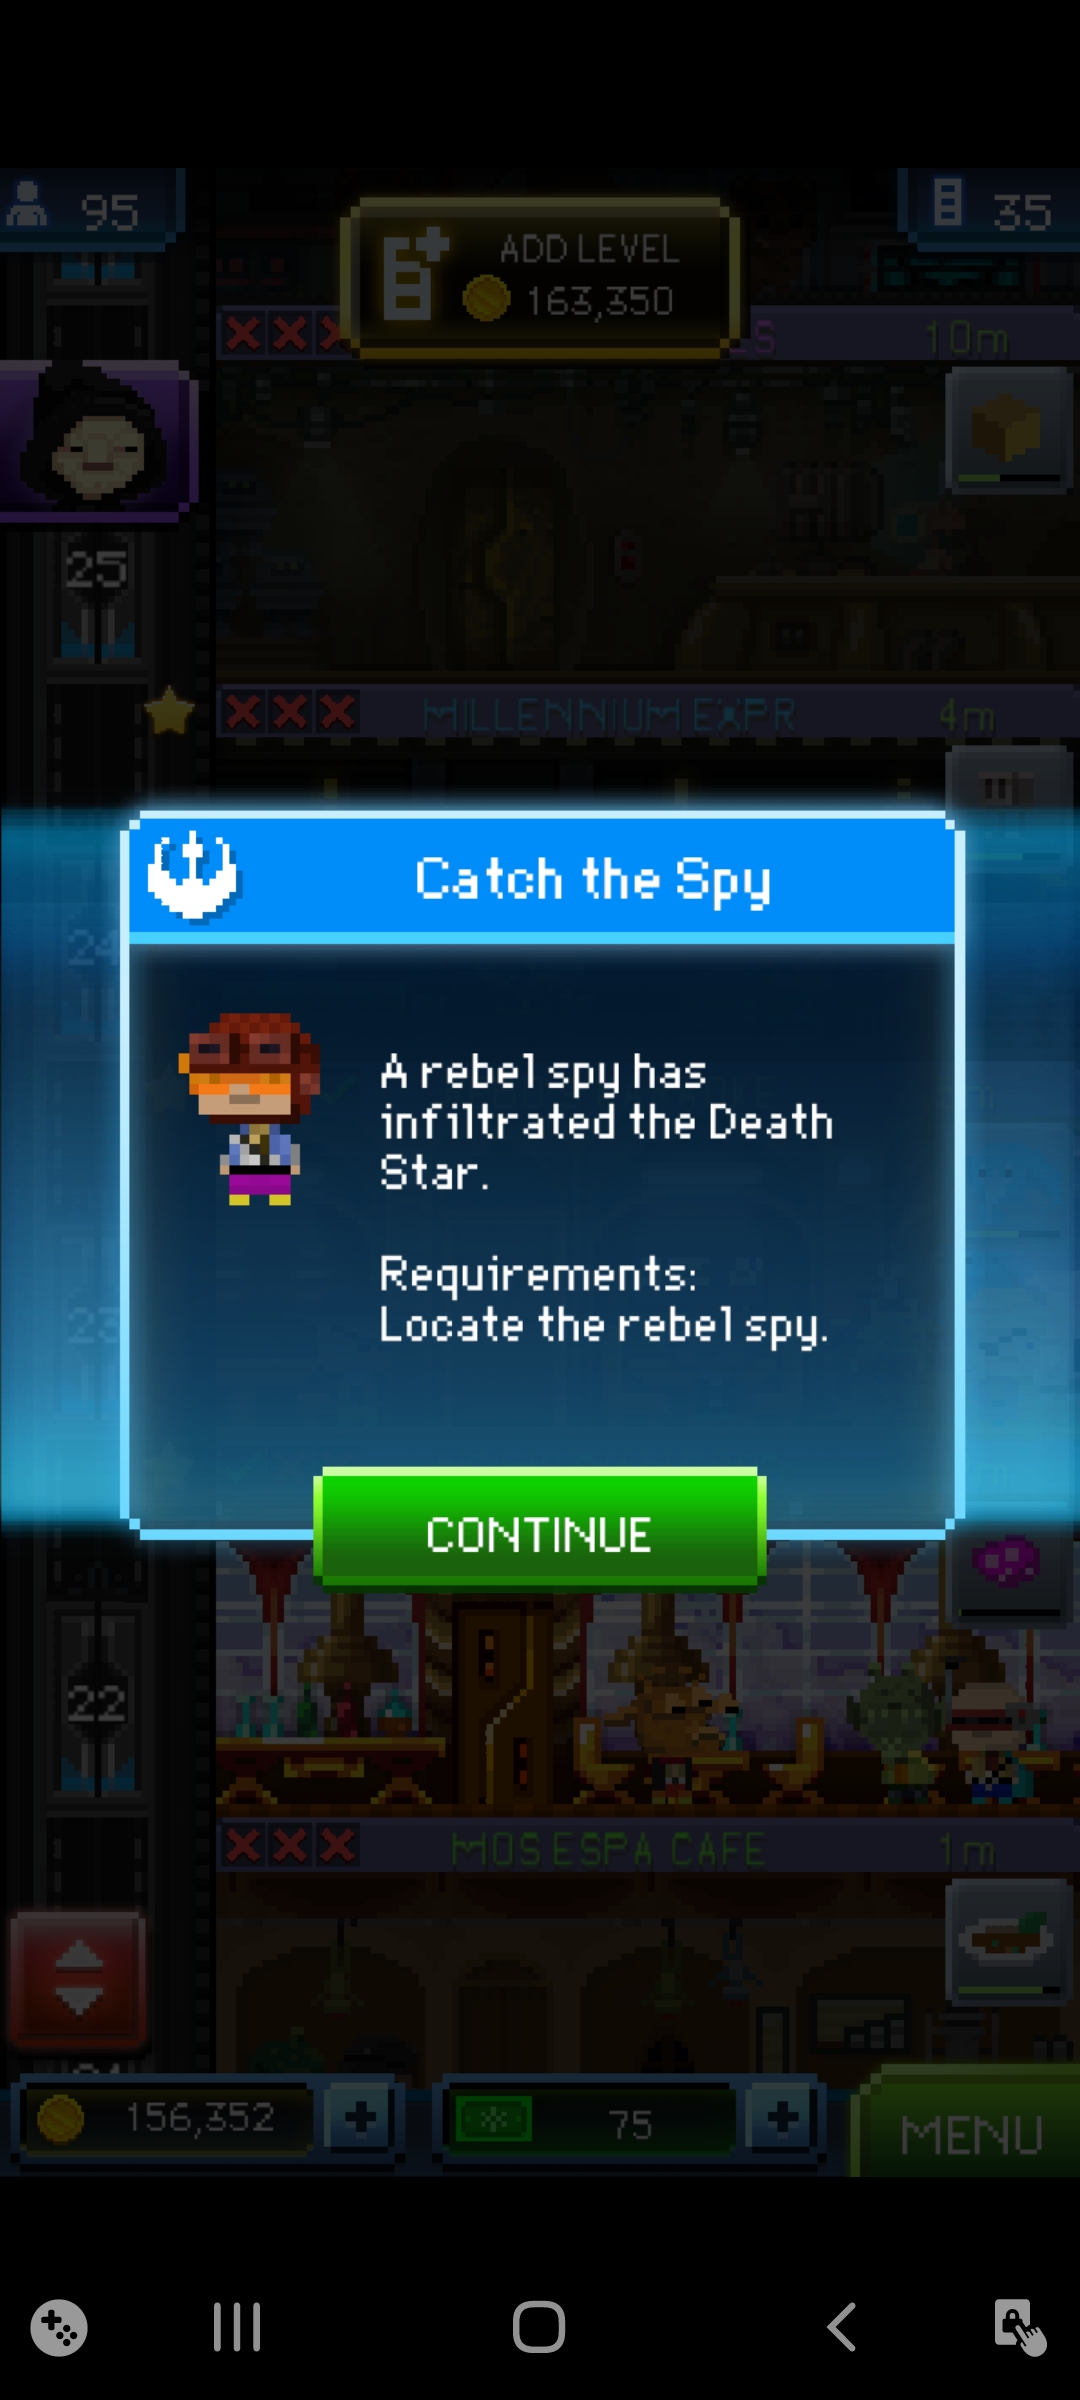 95
ADD LEVEL
163,350
35
10m
25
MILLENNIUM EXPR
4m
Catch the Spy
24
A rebel spy has
infiltrated the Death
Star.
Requirements:
Locate the rebel spy.
23
CONTINUE
22
MOS ESPA CAFE
1m
156,352
75
MENU